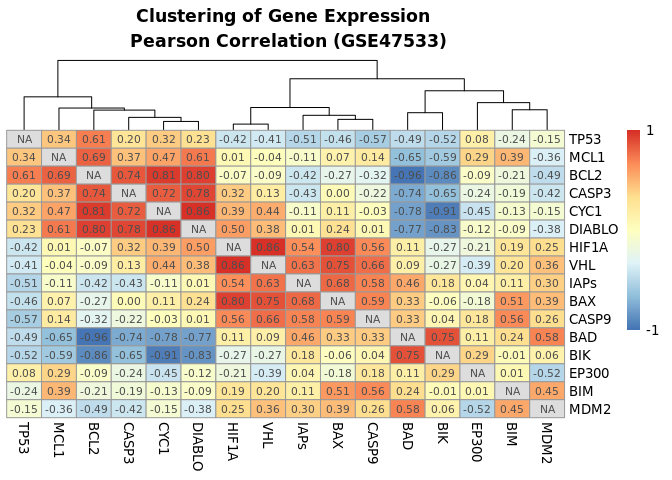 Clustering of Gene Expression
Pearson Correlation (GSE47533)
NA 0.34 0.61 0.20 0.32 0.23 -0.42 -0.41 -0.51 -0.46 -0.57 -0.49 -0.52 0.08 -0.24 -0.15 TP53
0.34 NA 0.69 0.37 0.47 0.61 0.01 -0.04 -0.11 0.07 0.14 -0.65 -0.59 0.29 0.39 -0.36 MCL1
0.61 0.69 NA 0.74 0.81 0.80 -0.07 -0.09 -0.42 -0.27 -0.32 -0.96 -0.86 -0.09 -0.21 -0.49 BCL2
0.20 0.37 0.74 NA 0.72 0.78 0.32 0.13 -0.43 0.00 -0.22 -0.74 -0.65 -0.24 -0.19 -0.42 CASP3
0.32 0.47 0.81 0.72 NA 0.86 0.39 0.44 -0.11 0.11 -0.03 -0.78 -0.91 -0.45 -0.13 -0.15 CYC1
0.23 0.61 0.80 0.78 0.86 NA 0.50 0.38 0.01 0.24 0.01 -0.77 -0.83 -0.12 -0.09 -0.38 DIABLO
-0.42 0.01 -0.07 0.32 0.39 0.50 NA 0.86 0.54 0.80 0.56 0.11 -0.27 -0.21 0.19 0.25 HIF1A
-0.41 -0.04 -0.09 0.13 0.44 0.38 0.86 NA 0.63 0.75 0.66 0.09 -0.27 -0.39 0.20 0.36 VHL
-0.51 -0.11 -0.42 -0.43 -0.11 0.01 0.54 0.63 NA 0.68 0.58 0.46 0.18 0.04 0.11 0.30 IAPs
-0.46 0.07 -0.27 0.00 0.11 0.24 0.80 0.75 0.68 NA 0.59 0.33 -0.06 -0.18 0.51 0.39 BAX
-0.57 0.14 -0.32 -0.22 -0.03 0.01 0.56 0.66 0.58 0.59 NA 0.33 0.04 0.18 0.56 0.26 CASP9
-0.49 -0.65 -0.96 -0.74 -0.78 -0.77 0.11 0.09 0.46 0.33 0.33 NA 0.75 0.11 0.24 0.58 BAD
-0.52 -0.59 -0.86 -0.65 -0.91 -0.83 -0.27 -0.27 0.18 -0.06 0.04 0.75 NA 0.29 -0.01 0.06 BIK
0.08 0.29 -0.09 -0.24 -0.45 -0.12 -0.21 -0.39 0.04 -0.18 0.18 0.11 0.29 NA 0.01 -0.52 EP300
-0.24 0.39 -0.21 -0.19 -0.13 -0.09 0.19 0.20 0.11 0.51 0.56 0.24 -0.01 0.01 NA 0.45 BIM
-0.15 -0.36 -0.49 -0.42 -0.15 -0.38 0.25 0.36 0.30 0.39 0.26 0.58 0.06 -0.52 0.45 NA MDM2
TP53 MCL1 BCL2 CASP3 CYC1 DIABLO HIF1A VHL IAPs BAX CASP9 BAD BIK EP300 BIM MDM2
1
-1